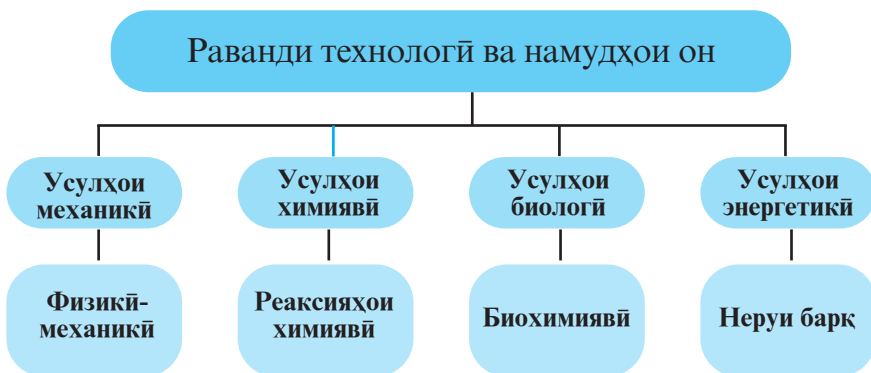 Раванди технологӣ ва намудҳои он
Усулҳои
механикӣ
Усулҳои
химиявӣ
Усулҳои
биологӣ
Усулҳои
энергетикӣ
Физикӣ-
механикӣ
Реаксияҳои
химиявӣ
Биохимиявӣ
Неруи барқ